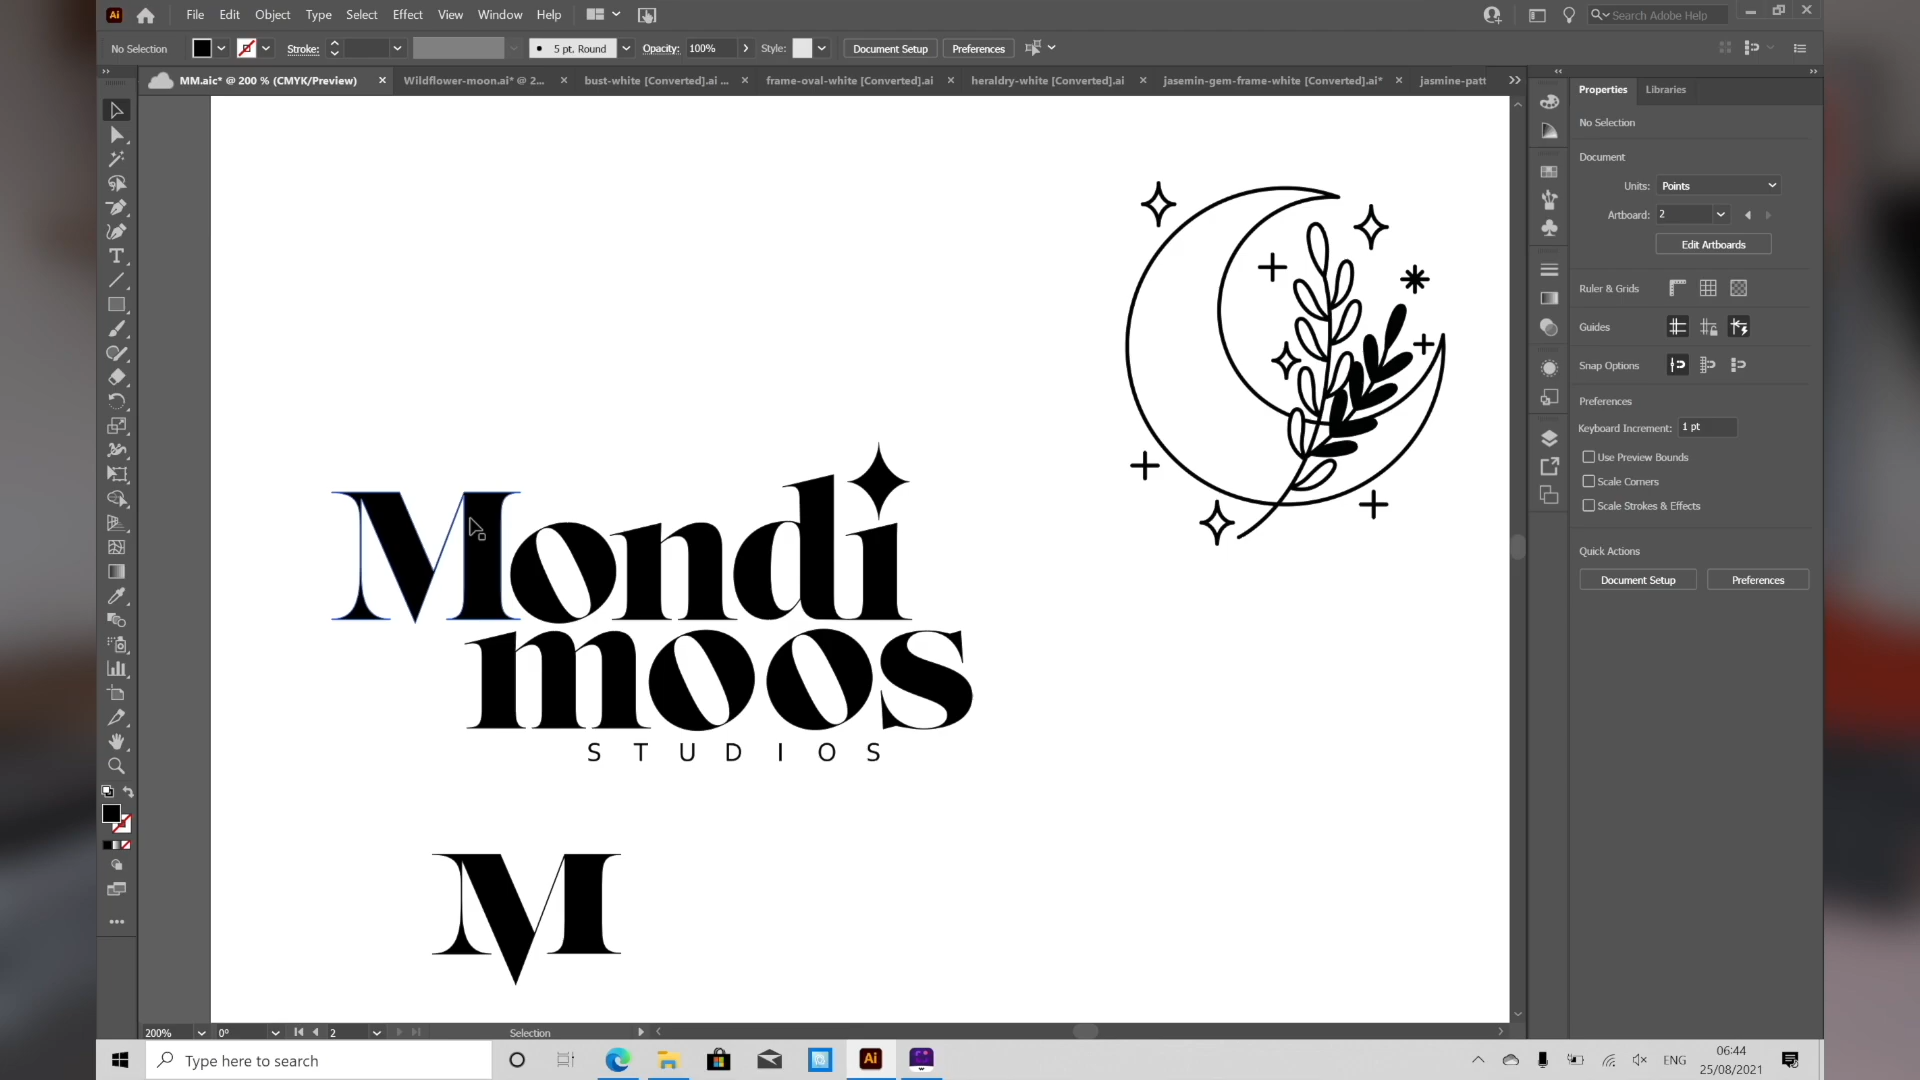 Ai File Edit Object Type Select Effect View Window Help Search Adobe Help
No Selection Stroke: 5 pt. Round Opacity: 100% Style: Document Setup Preferences
MM.aic* @ 200 % (CMYK/Preview) × Wildflower-moon.ai* @ 2... × bust-white [Converted].ai ... × frame-oval-white [Converted].ai × heraldry-white [Converted].ai × jasemin-gem-frame-white [Converted].ai* × jasmine-patt
Properties Libraries
No Selection
Document
Units: Points
Artboard: 2
Edit Artboards
Ruler & Grids
Guides
Snap Options
Preferences
Keyboard Increment: 1 pt
Use Preview Bounds
Scale Corners
Scale Strokes & Effects
Quick Actions
Document Setup Preferences
Mondi
moos
STUDIOS
M
200% 0° 2 Selection
Type here to search Ai ENG 06:44
25/08/2021